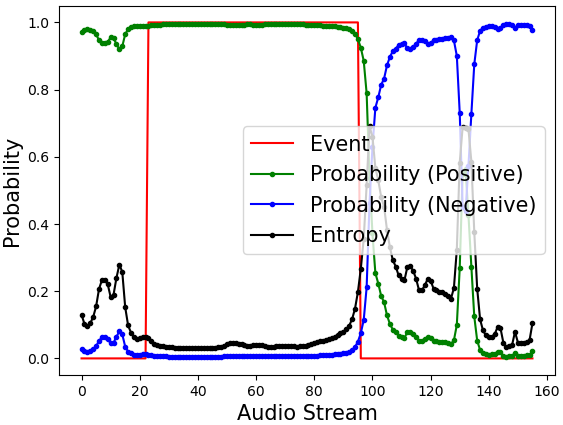 1.0
0.8
0.6
0.4
0.2
0.0
Probability
Event
Probability (Positive)
Probability (Negative)
Entropy
0 20 40 60 80 100 120 140 160
Audio Stream